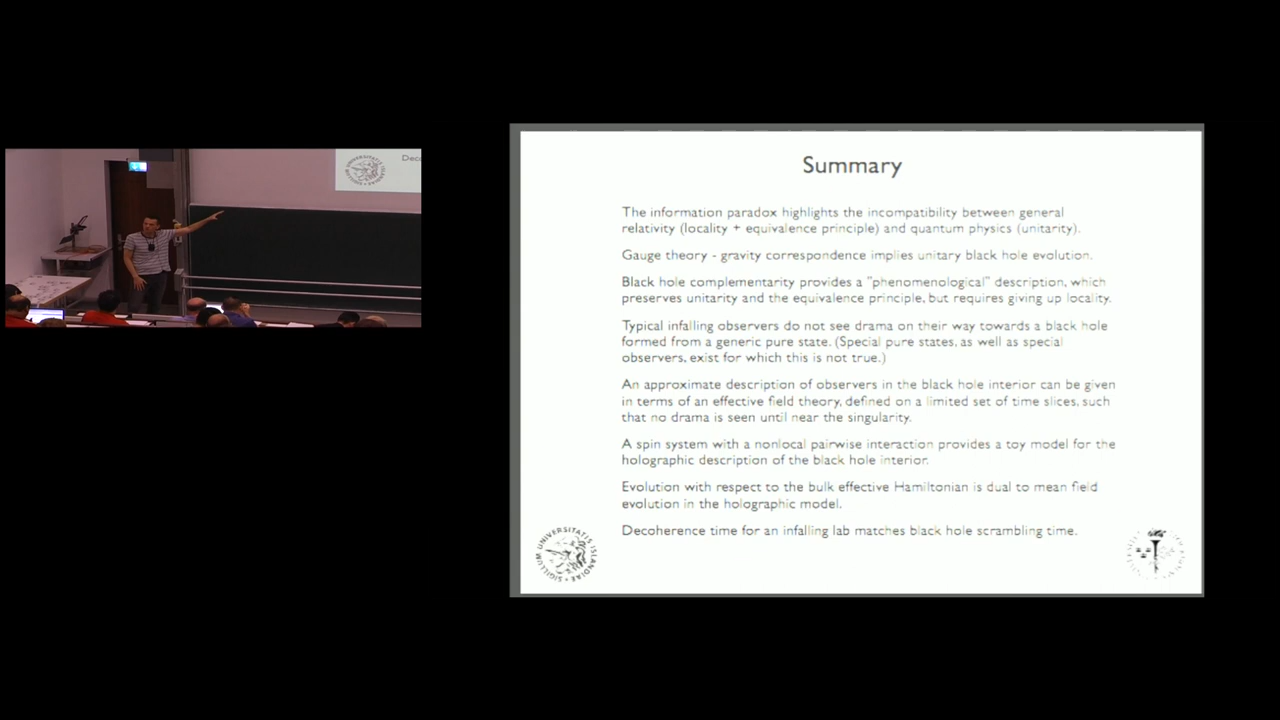 Summary
The information paradox highlights the incompatibility between general
relativity (locality + equivalence principle) and quantum physics (unitarity).
Gauge theory - gravity correspondence implies unitary black hole evolution.
Black hole complementarity provides a "phenomenological" description, which
preserves unitarity and the equivalence principle, but requires giving up locality.
Typical infalling observers do not see drama on their way towards a black hole
formed from a generic pure state. (Special pure states, as well as special
observers, exist for which this is not true.)
An approximate description of observers in the black hole interior can be given
in terms of an effective field theory, defined on a limited set of time slices, such
that no drama is seen until near the singularity.
A spin system with a nonlocal pairwise interaction provides a toy model for the
holographic description of the black hole interior.
Evolution with respect to the bulk effective Hamiltonian is dual to mean field
evolution in the holographic model.
Decoherence time for an infalling lab matches black hole scrambling time.
SIGILLUM UNIVERSITATIS ISLANDIAE